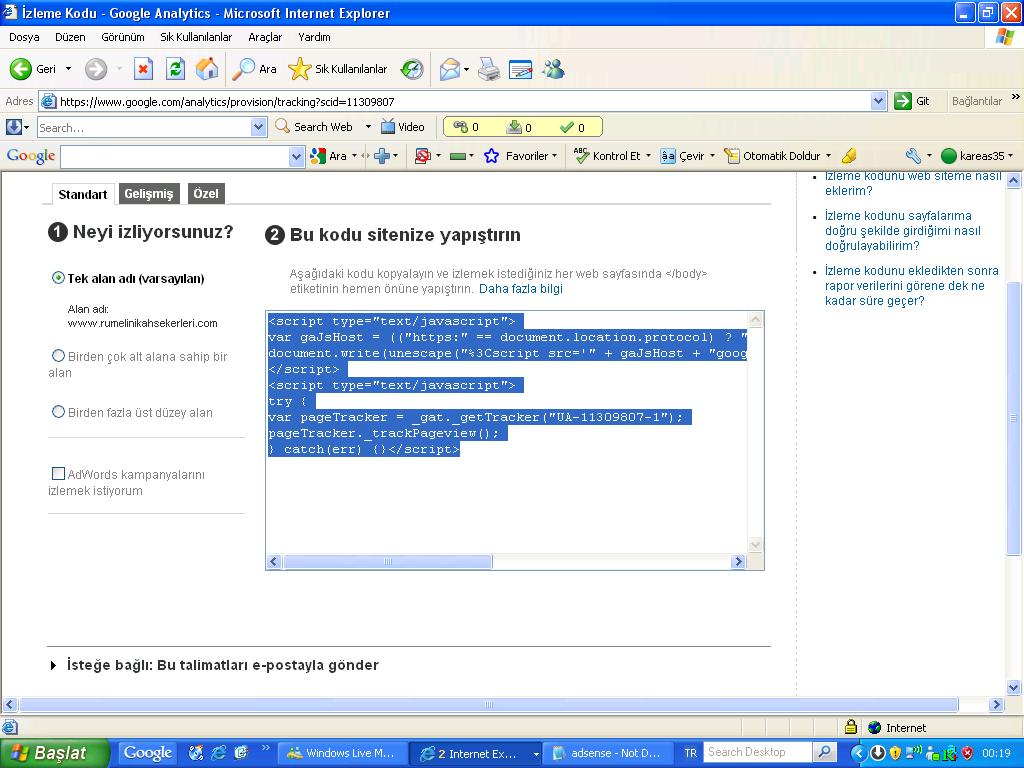 İzleme Kodu - Google Analytics - Microsoft Internet Explorer
Dosya Düzen Görünüm Sık Kullanılanlar Araçlar Yardım
Geri Ara Sık Kullanılanlar
Adres https://www.google.com/analytics/provision/tracking?scid=11309807 Git Bağlantılar »
Search... Search Web Video 0 0 0
Google Ara Favoriler ABC Kontrol Et aā Çevir Otomatik Doldur kareas35
Standart Gelişmiş Özel
1 Neyi izliyorsunuz?
Tek alan adı (varsayılan)
Alan adı:
www.rumelinikahsekerleri.com
Birden çok alt alana sahip bir
alan
Birden fazla üst düzey alan
AdWords kampanyalarını
izlemek istiyorum
2 Bu kodu sitenize yapıştırın
Aşağıdaki kodu kopyalayın ve izlemek istediğiniz her web sayfasında </body>
etiketinin hemen önüne yapıştırın. Daha fazla bilgi
<script type="text/javascript">
var gaJsHost = (("https:" == document.location.protocol) ? "
document.write(unescape("%3Cscript src='" + gaJsHost + "goog
</script>
<script type="text/javascript">
try {
var pageTracker = _gat._getTracker("UA-11309807-1");
pageTracker._trackPageview();
} catch(err) {}</script>
İzleme kodunu web siteme nasıl
eklerim?
İzleme kodunu sayfalarıma
doğru şekilde girdiğimi nasıl
doğrulayabilirim?
İzleme kodunu ekledikten sonra
rapor verilerini görene dek ne
kadar süre geçer?
İsteğe bağlı: Bu talimatları e-postayla gönder
Internet
Başlat Google » Windows Live M... 2 Internet Ex... adsense - Not D... TR Search Desktop 00:19